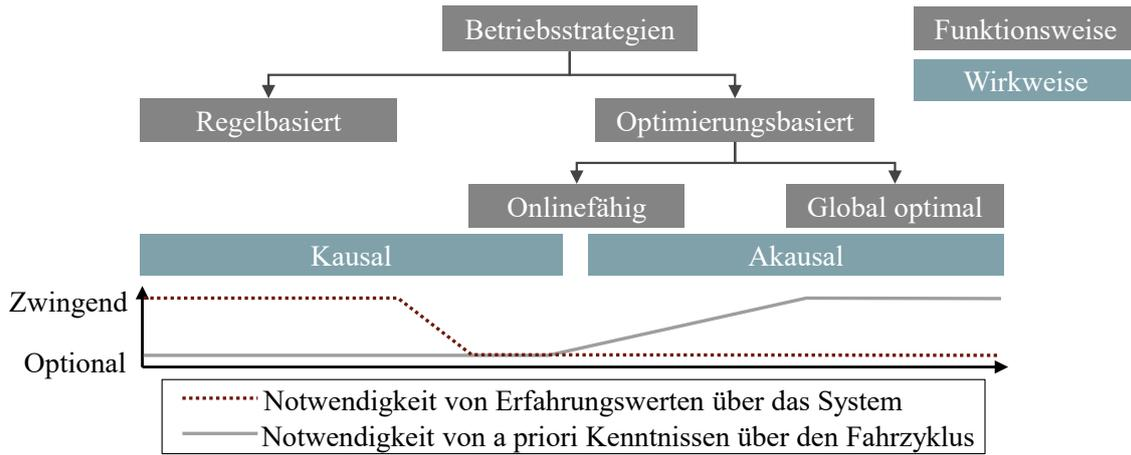 Betriebsstrategien
Funktionsweise
Wirkweise
Regelbasiert
Optimierungsbasiert
Onlinefähig
Global optimal
Kausal
Akausal
Zwingend
Optional
Notwendigkeit von Erfahrungswerten über das System
Notwendigkeit von a priori Kenntnissen über den Fahrzyklus